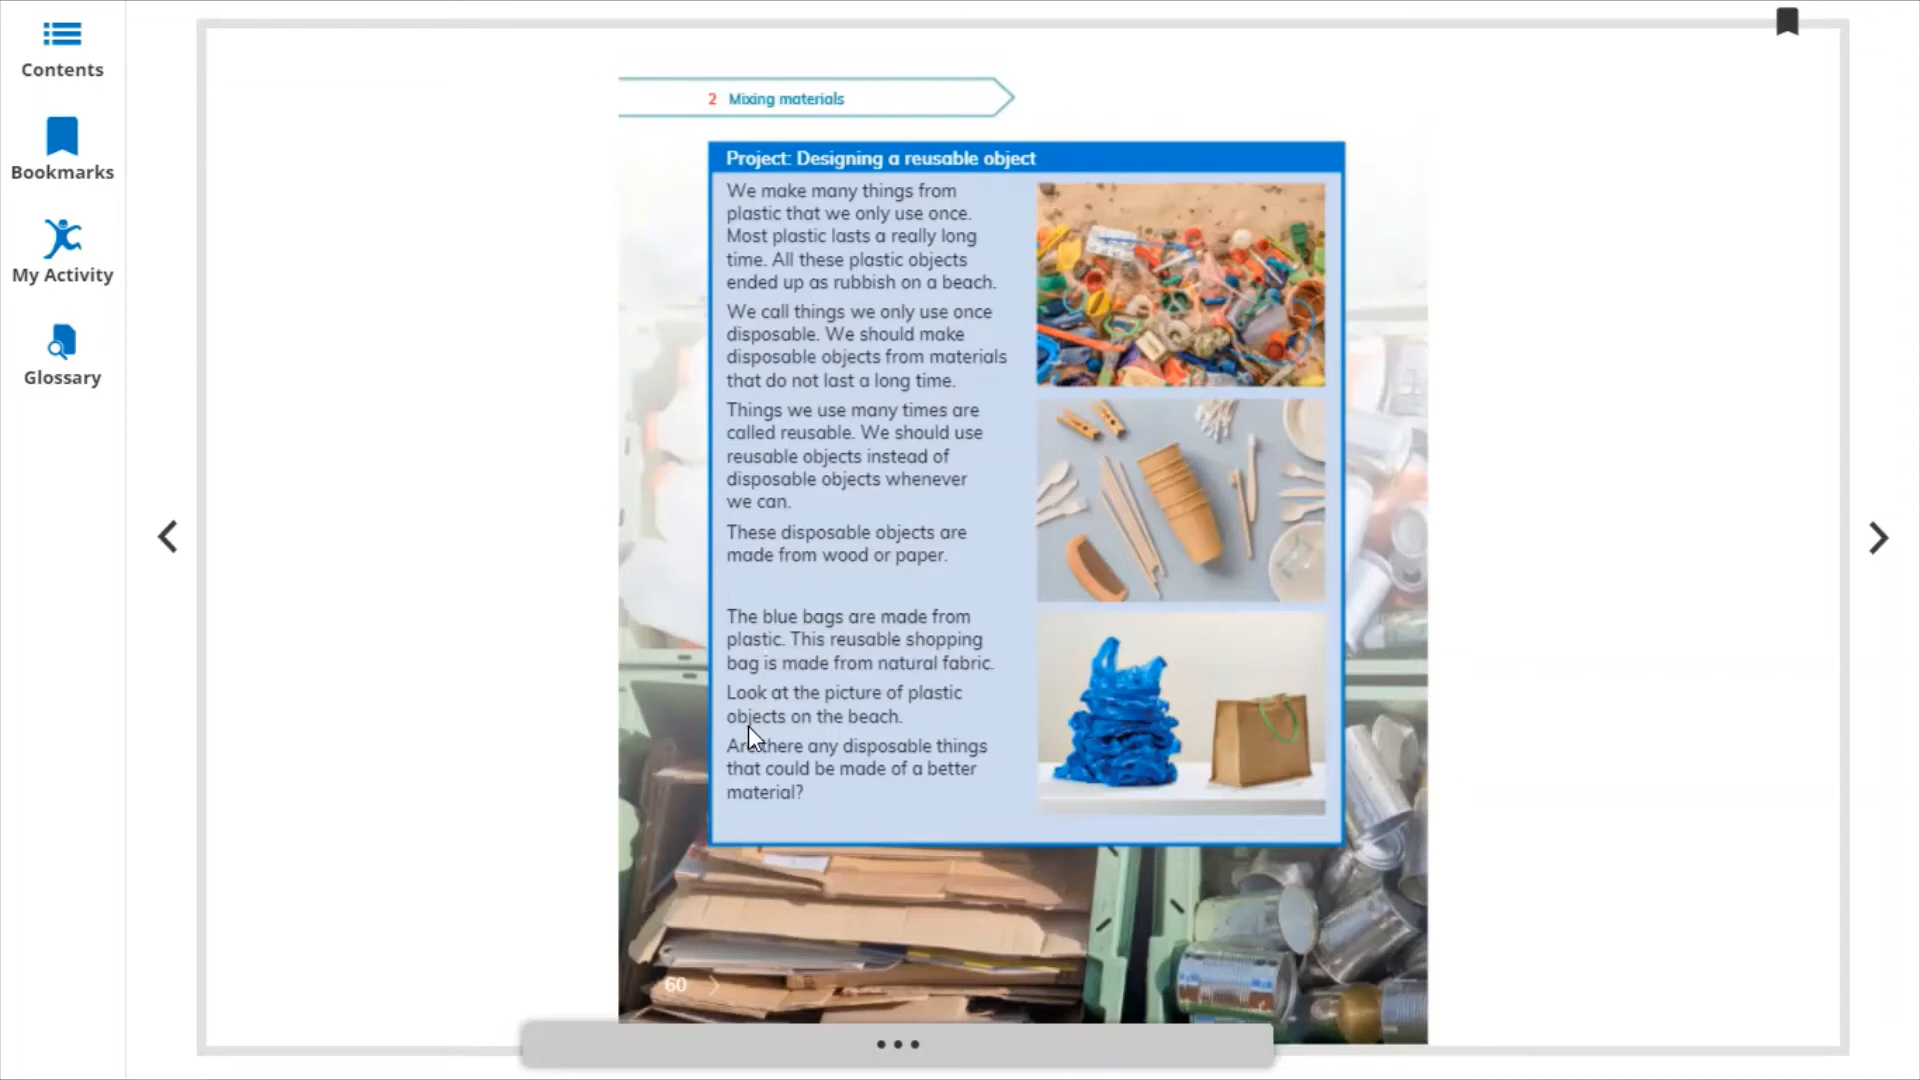 Contents
Bookmarks
My Activity
Glossary
2 Mixing materials
Project: Designing a reusable object
We make many things from
plastic that we only use once.
Most plastic lasts a really long
time. All these plastic objects
ended up as rubbish on a beach.
We call things we only use once
disposable. We should make
disposable objects from materials
that do not last a long time.
Things we use many times are
called reusable. We should use
reusable objects instead of
disposable objects whenever
we can.
These disposable objects are
made from wood or paper.
The blue bags are made from
plastic. This reusable shopping
bag is made from natural fabric.
Look at the picture of plastic
objects on the beach.
Are there any disposable things
that could be made of a better
material?
60